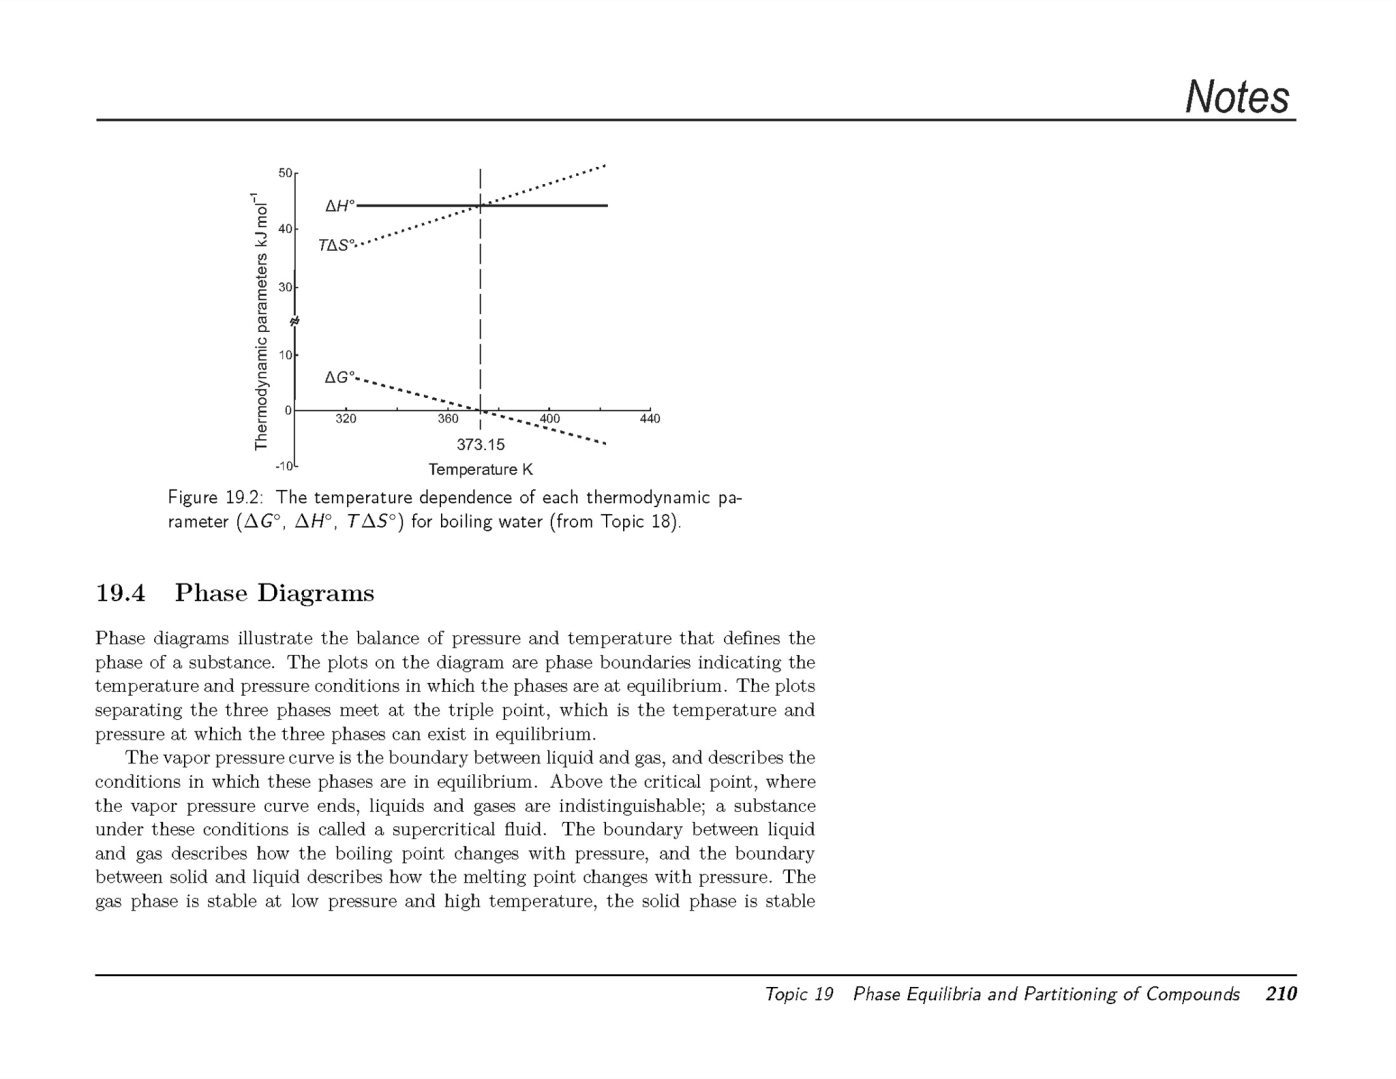 Notes
50
40
30
10
0
-10
Thermodynamic parameters kJ mol⁻¹
ΔH°
TΔS°
ΔG°
320
360
400
440
373.15
Temperature K
Figure 19.2: The temperature dependence of each thermodynamic pa-
rameter (ΔG°, ΔH°, TΔS°) for boiling water (from Topic 18).
19.4 Phase Diagrams
Phase diagrams illustrate the balance of pressure and temperature that defines the
phase of a substance. The plots on the diagram are phase boundaries indicating the
temperature and pressure conditions in which the phases are at equilibrium. The plots
separating the three phases meet at the triple point, which is the temperature and
pressure at which the three phases can exist in equilibrium.
The vapor pressure curve is the boundary between liquid and gas, and describes the
conditions in which these phases are in equilibrium. Above the critical point, where
the vapor pressure curve ends, liquids and gases are indistinguishable; a substance
under these conditions is called a supercritical fluid. The boundary between liquid
and gas describes how the boiling point changes with pressure, and the boundary
between solid and liquid describes how the melting point changes with pressure. The
gas phase is stable at low pressure and high temperature, the solid phase is stable
Topic 19 Phase Equilibria and Partitioning of Compounds 210